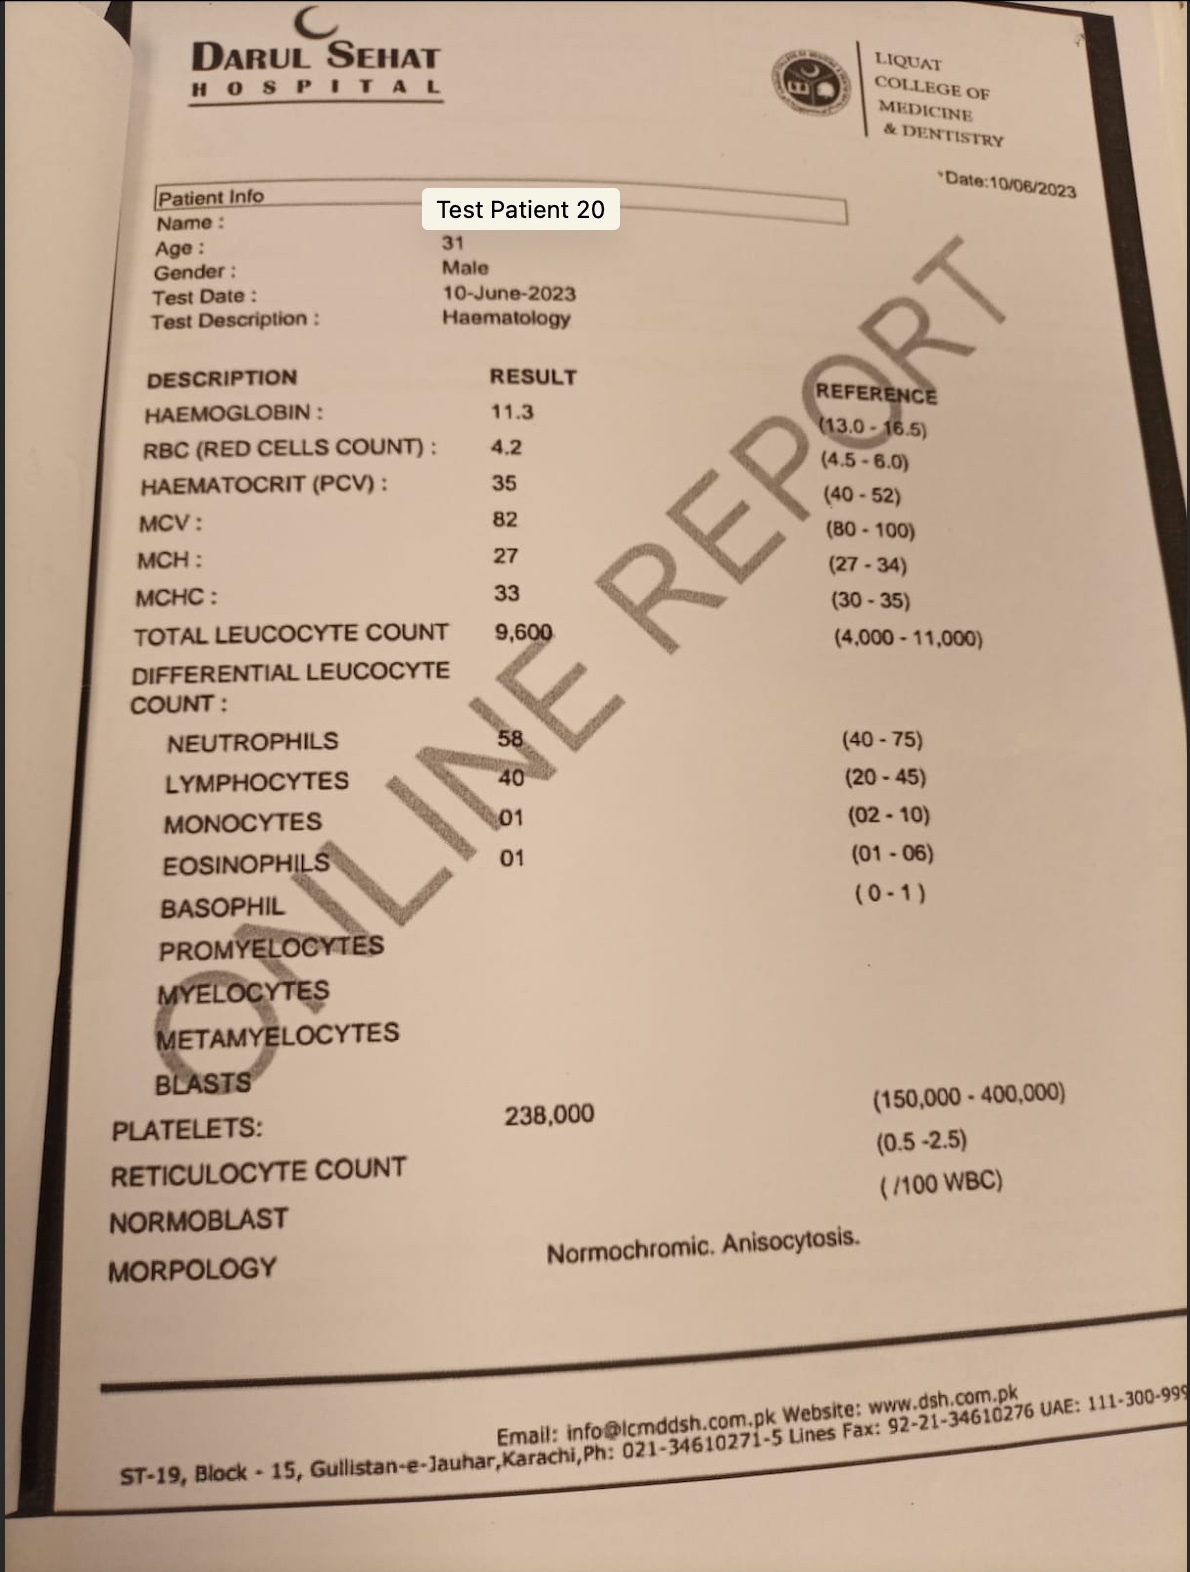 DARUL SEHAT
HOSPITAL
LIQUAT
COLLEGE OF
MEDICINE
& DENTISTRY
*Date:10/06/2023
Patient Info
Name : Test Patient 20
Age : 31
Gender : Male
Test Date : 10-June-2023
Test Description : Haematology
DESCRIPTION RESULT REFERENCE
HAEMOGLOBIN : 11.3 (13.0 - 16.5)
RBC (RED CELLS COUNT) : 4.2 (4.5 - 6.0)
HAEMATOCRIT (PCV) : 35 (40 - 52)
MCV : 82 (80 - 100)
MCH : 27 (27 - 34)
MCHC : 33 (30 - 35)
TOTAL LEUCOCYTE COUNT 9,600 (4,000 - 11,000)
DIFFERENTIAL LEUCOCYTE
COUNT :
NEUTROPHILS 58 (40 - 75)
LYMPHOCYTES 40 (20 - 45)
MONOCYTES 01 (02 - 10)
EOSINOPHILS 01 (01 - 06)
BASOPHIL ( 0 - 1 )
PROMYELOCYTES
MYELOCYTES
METAMYELOCYTES
BLASTS
PLATELETS: 238,000 (150,000 - 400,000)
RETICULOCYTE COUNT (0.5 -2.5)
NORMOBLAST ( /100 WBC)
MORPOLOGY Normochromic. Anisocytosis.
ONLINE REPORT
Email: info@lcmddsh.com.pk Website: www.dsh.com.pk
ST-19, Block - 15, Gullistan-e-Jauhar,Karachi,Ph: 021-34610271-5 Lines Fax: 92-21-34610276 UAE: 111-300-999